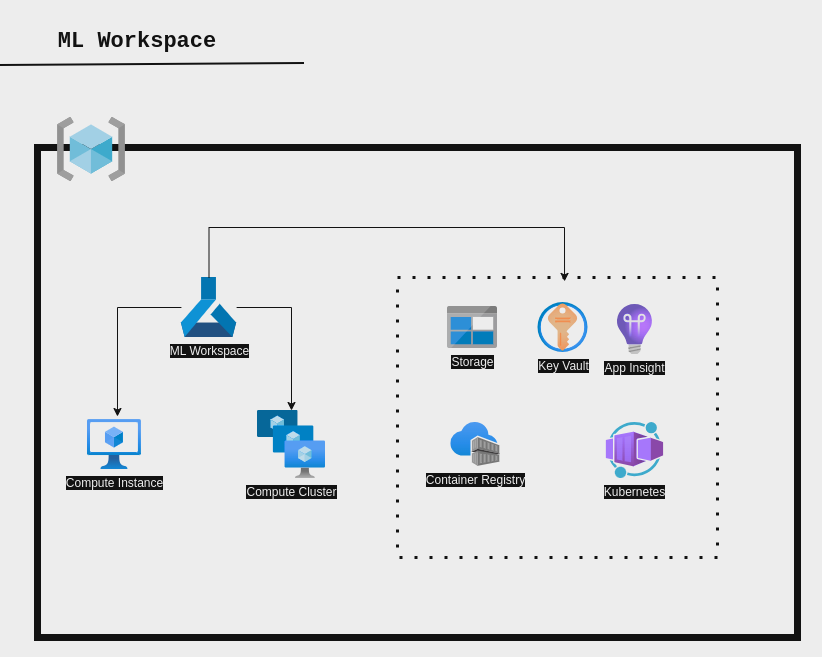 ML Workspace
ML Workspace
Storage
Key Vault
App Insight
Compute Instance
Compute Cluster
Container Registry
Kubernetes